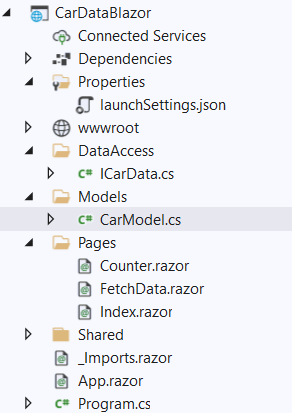 CarDataBlazor
Connected Services
Dependencies
Properties
launchSettings.json
wwwroot
DataAccess
C# ICarData.cs
Models
C# CarModel.cs
Pages
Counter.razor
FetchData.razor
Index.razor
Shared
_Imports.razor
App.razor
C# Program.cs